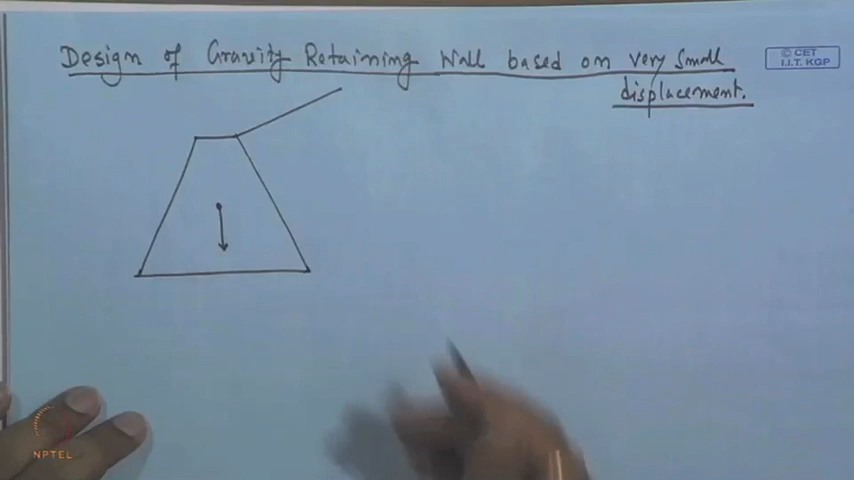 Design of Gravity Retaining Wall based on very small
displacement.
© CET
I.I.T. KGP
NPTEL